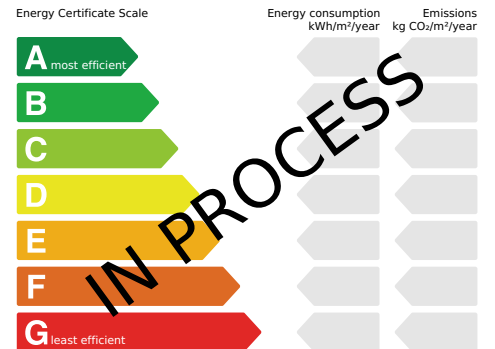 Energy Certificate Scale
Energy consumption
kWh/m²/year
Emissions
kg CO₂/m²/year
A most efficient
B
C
D
E
F
G least efficient
IN PROCESS